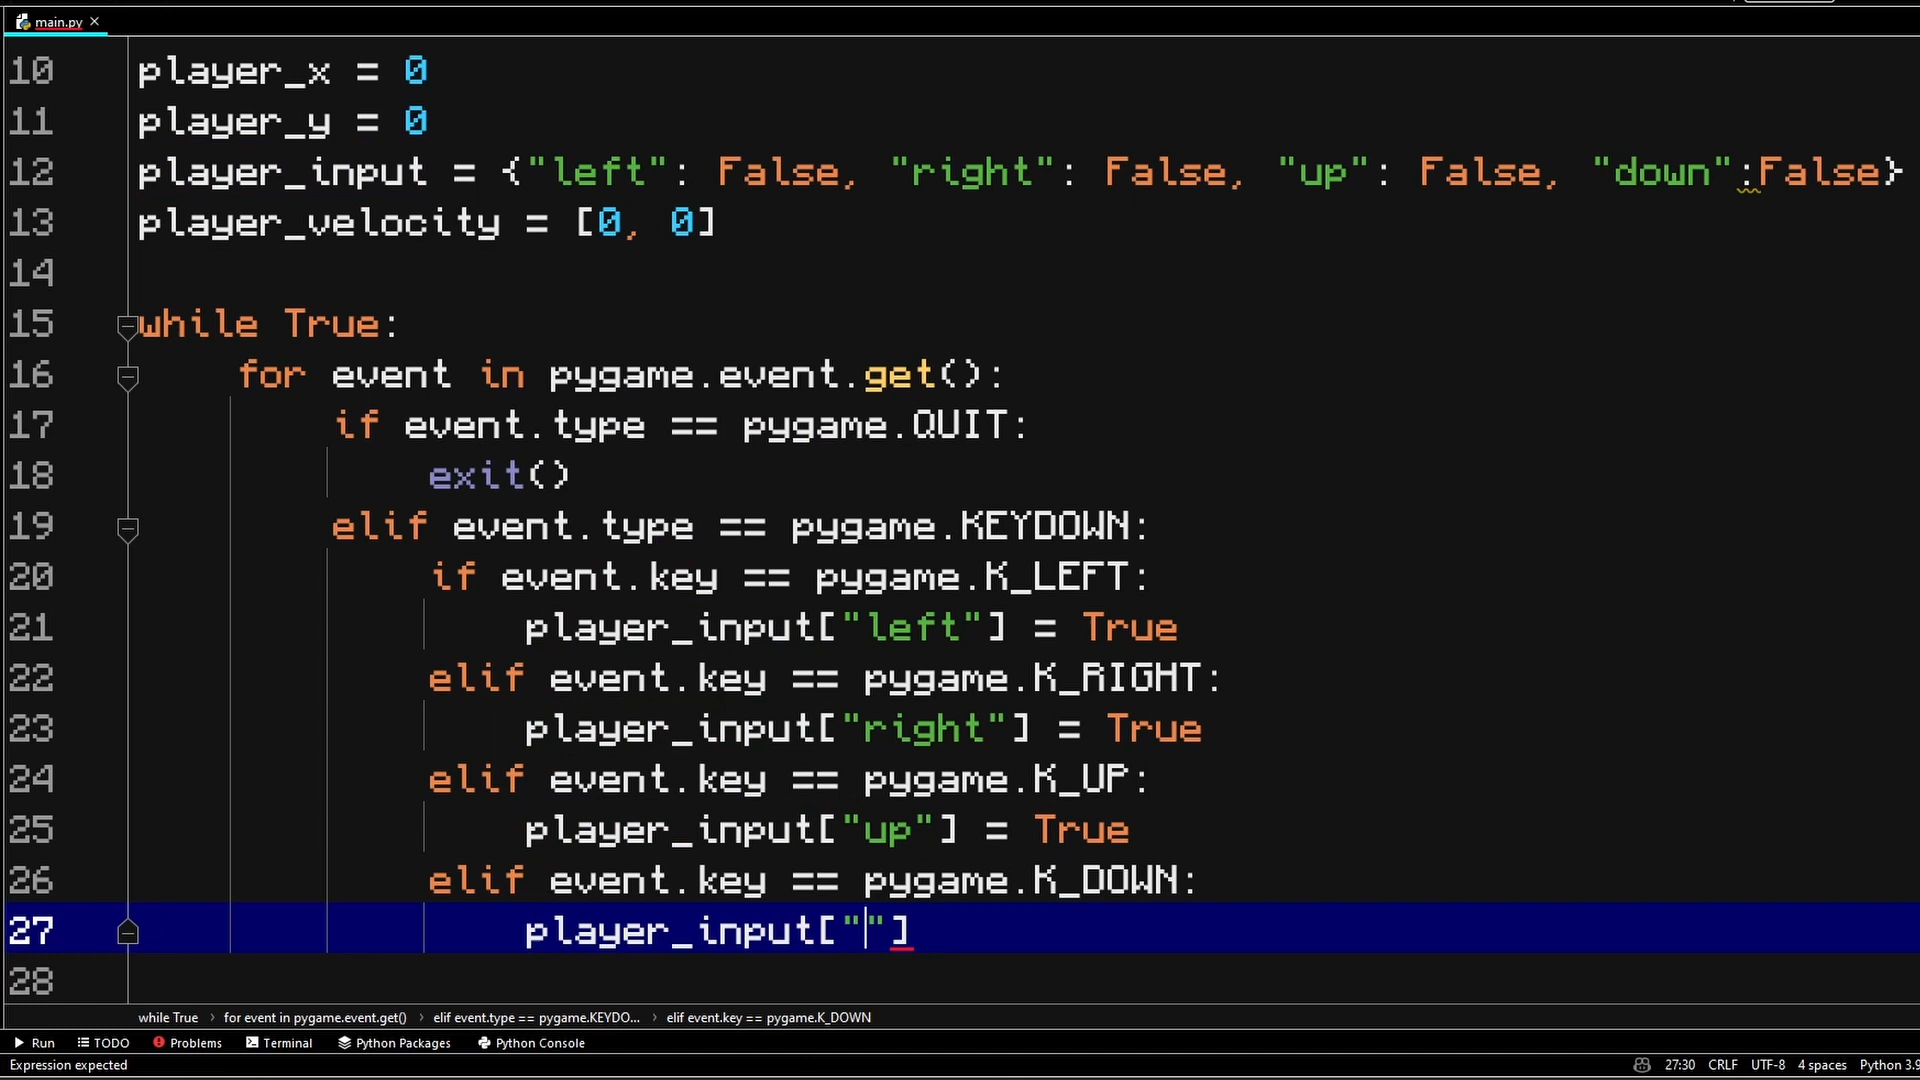 main.py
10 player_x = 0
11 player_y = 0
12 player_input = {"left": False, "right": False, "up": False, "down":False}
13 player_velocity = [0, 0]
14
15 while True:
16 for event in pygame.event.get():
17 if event.type == pygame.QUIT:
18 exit()
19 elif event.type == pygame.KEYDOWN:
20 if event.key == pygame.K_LEFT:
21 player_input["left"] = True
22 elif event.key == pygame.K_RIGHT:
23 player_input["right"] = True
24 elif event.key == pygame.K_UP:
25 player_input["up"] = True
26 elif event.key == pygame.K_DOWN:
27 player_input[""]
28
while True › for event in pygame.event.get() › elif event.type == pygame.KEYDO... › elif event.key == pygame.K_DOWN
Run TODO Problems Terminal Python Packages Python Console
Expression expected 27:30 CRLF UTF-8 4 spaces Python 3.9